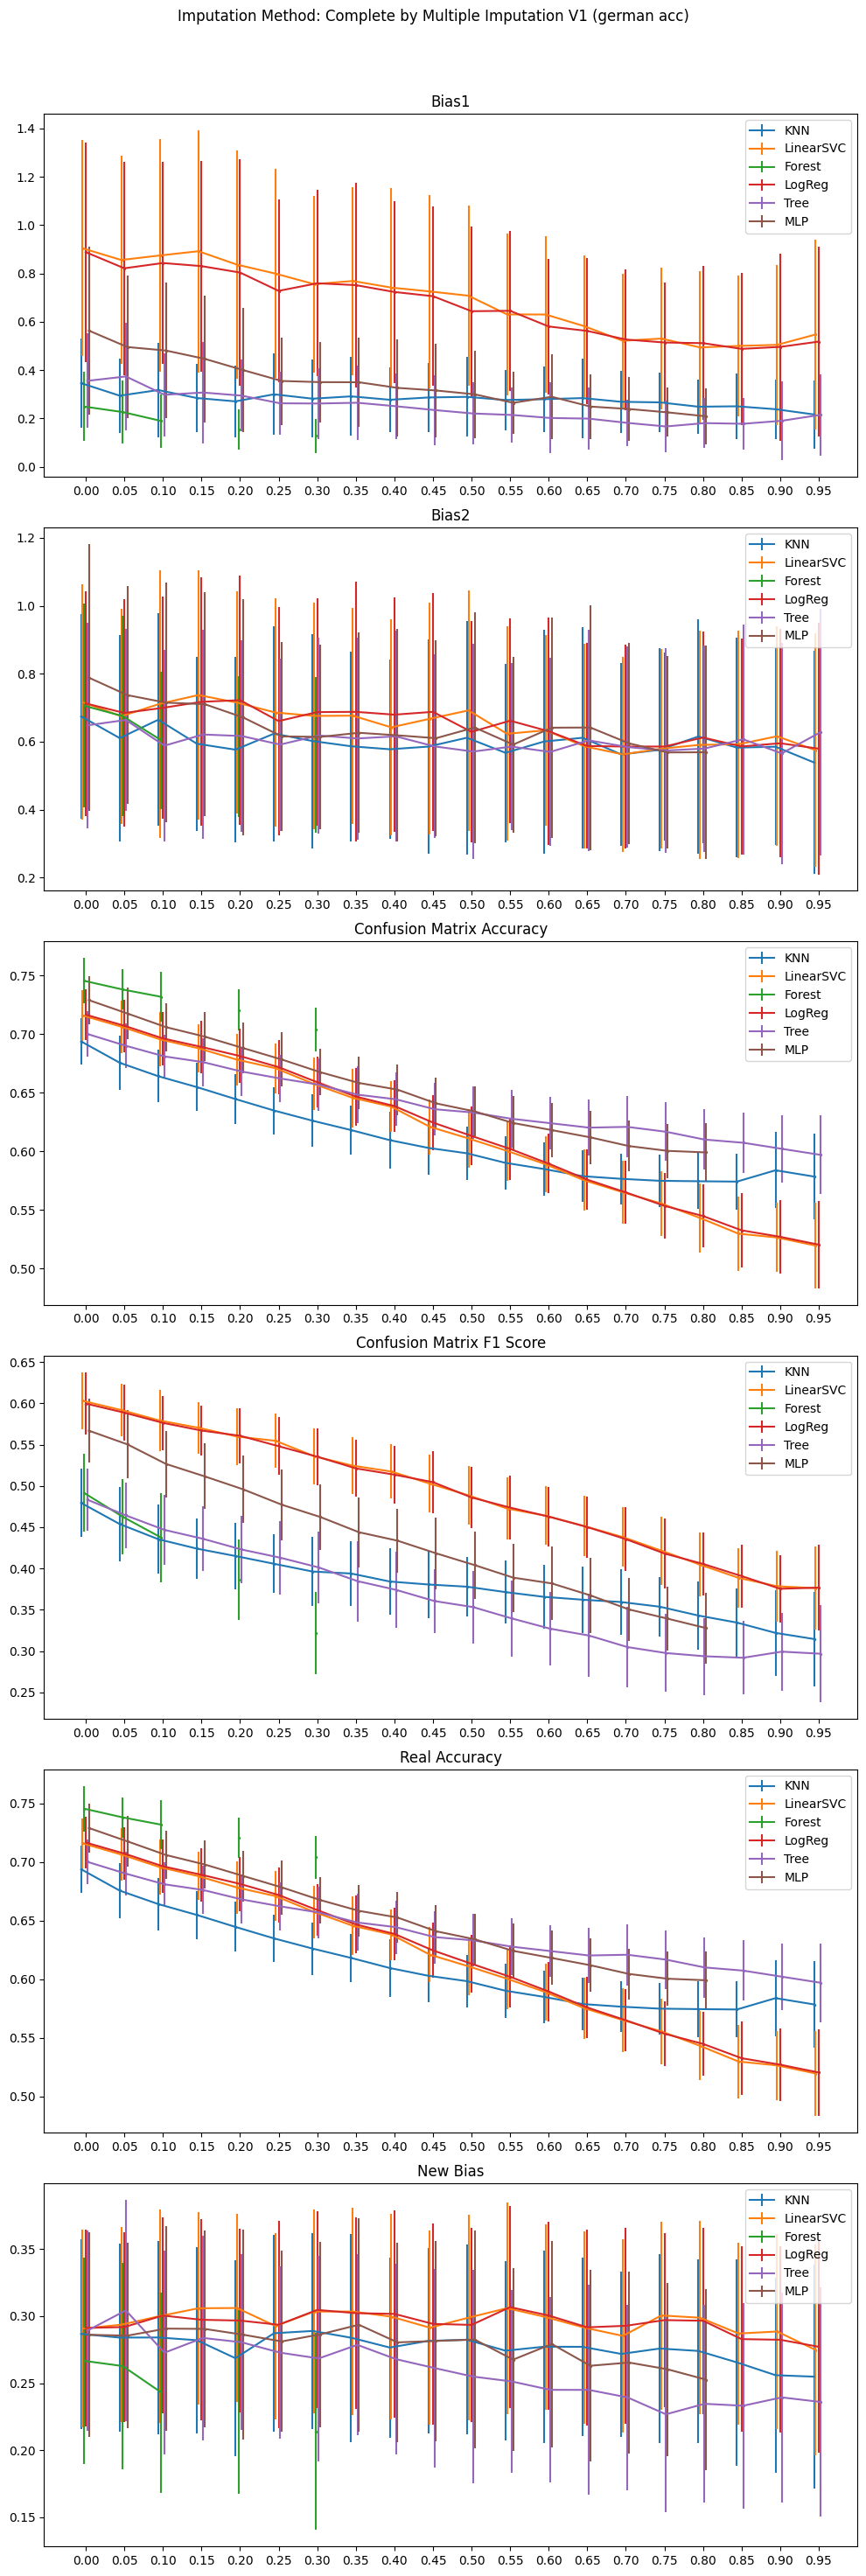 Imputation Method: Complete by Multiple Imputation V1 (german acc)
Bias1
1.4
1.2
1.0
0.8
0.6
0.4
0.2
0.0
KNN
LinearSVC
Forest
LogReg
Tree
MLP
0.00 0.05 0.10 0.15 0.20 0.25 0.30 0.35 0.40 0.45 0.50 0.55 0.60 0.65 0.70 0.75 0.80 0.85 0.90 0.95
Bias2
1.2
1.0
0.8
0.6
0.4
0.2
KNN
LinearSVC
Forest
LogReg
Tree
MLP
0.00 0.05 0.10 0.15 0.20 0.25 0.30 0.35 0.40 0.45 0.50 0.55 0.60 0.65 0.70 0.75 0.80 0.85 0.90 0.95
Confusion Matrix Accuracy
0.75
0.70
0.65
0.60
0.55
0.50
KNN
LinearSVC
Forest
LogReg
Tree
MLP
0.00 0.05 0.10 0.15 0.20 0.25 0.30 0.35 0.40 0.45 0.50 0.55 0.60 0.65 0.70 0.75 0.80 0.85 0.90 0.95
Confusion Matrix F1 Score
0.65
0.60
0.55
0.50
0.45
0.40
0.35
0.30
0.25
KNN
LinearSVC
Forest
LogReg
Tree
MLP
0.00 0.05 0.10 0.15 0.20 0.25 0.30 0.35 0.40 0.45 0.50 0.55 0.60 0.65 0.70 0.75 0.80 0.85 0.90 0.95
Real Accuracy
0.75
0.70
0.65
0.60
0.55
0.50
KNN
LinearSVC
Forest
LogReg
Tree
MLP
0.00 0.05 0.10 0.15 0.20 0.25 0.30 0.35 0.40 0.45 0.50 0.55 0.60 0.65 0.70 0.75 0.80 0.85 0.90 0.95
New Bias
0.35
0.30
0.25
0.20
0.15
KNN
LinearSVC
Forest
LogReg
Tree
MLP
0.00 0.05 0.10 0.15 0.20 0.25 0.30 0.35 0.40 0.45 0.50 0.55 0.60 0.65 0.70 0.75 0.80 0.85 0.90 0.95